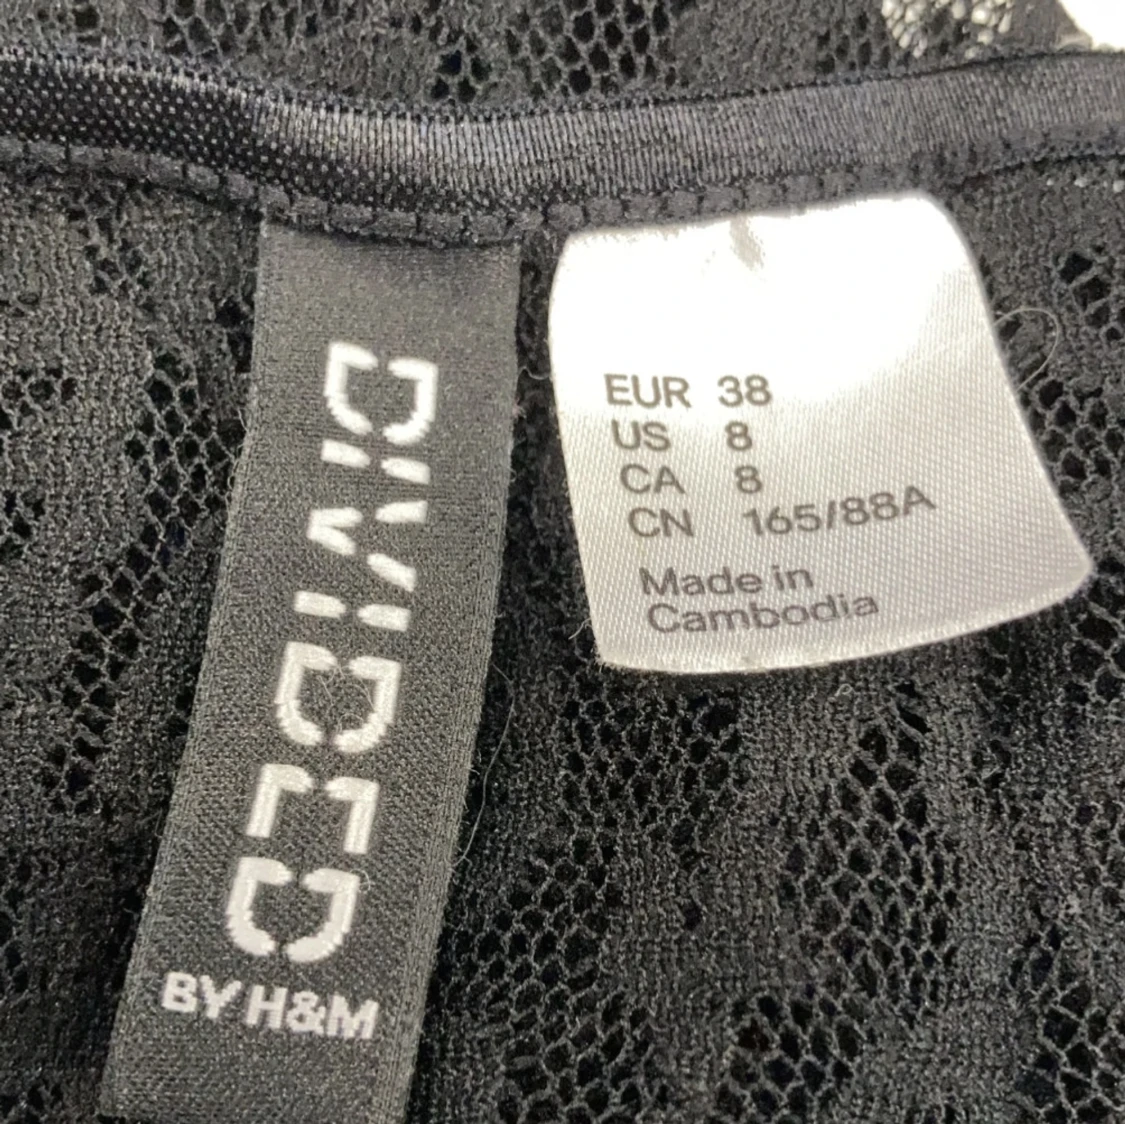 DIVIDED
BY H&M
EUR 38
US 8
CA 8
CN 165/88A
Made in
Cambodia